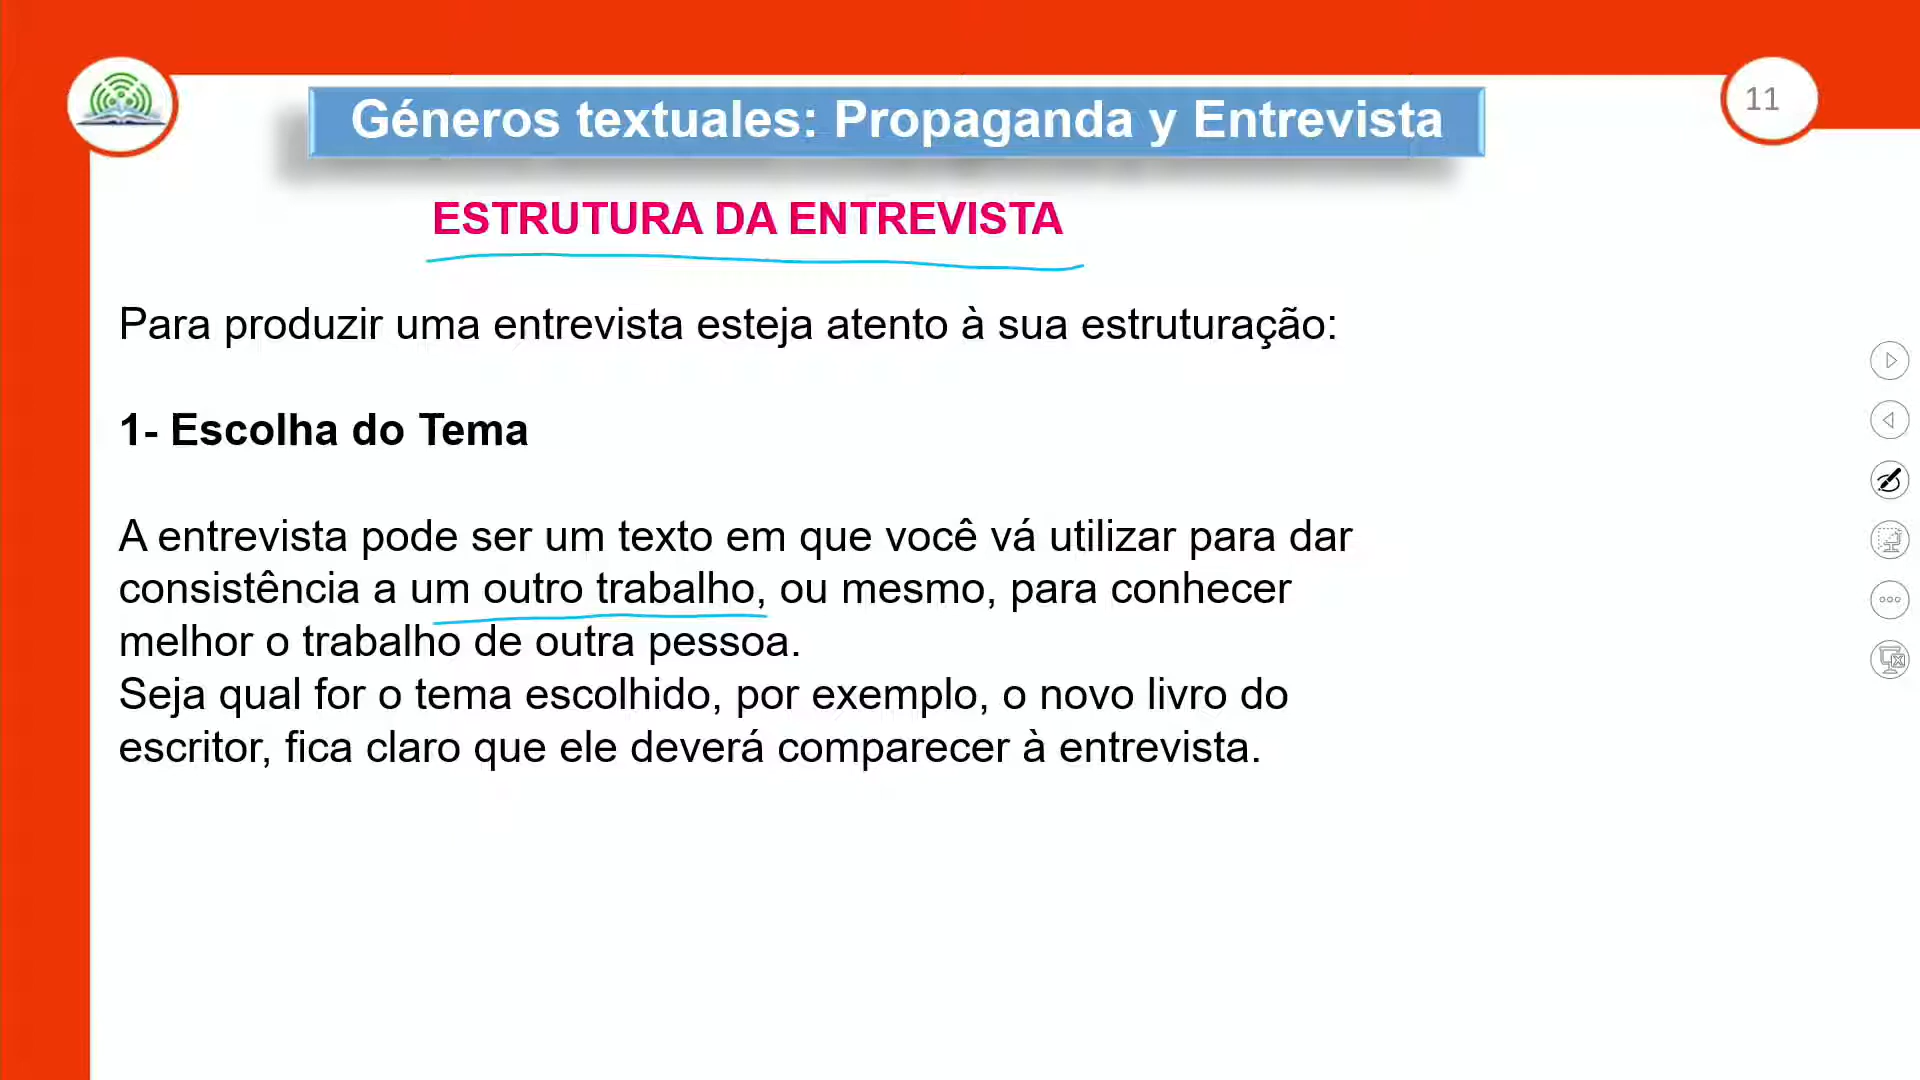 Géneros textuales: Propaganda y Entrevista
11
ESTRUTURA DA ENTREVISTA
Para produzir uma entrevista esteja atento à sua estruturação:
1- Escolha do Tema
A entrevista pode ser um texto em que você vá utilizar para dar
consistência a um outro trabalho, ou mesmo, para conhecer
melhor o trabalho de outra pessoa.
Seja qual for o tema escolhido, por exemplo, o novo livro do
escritor, fica claro que ele deverá comparecer à entrevista.